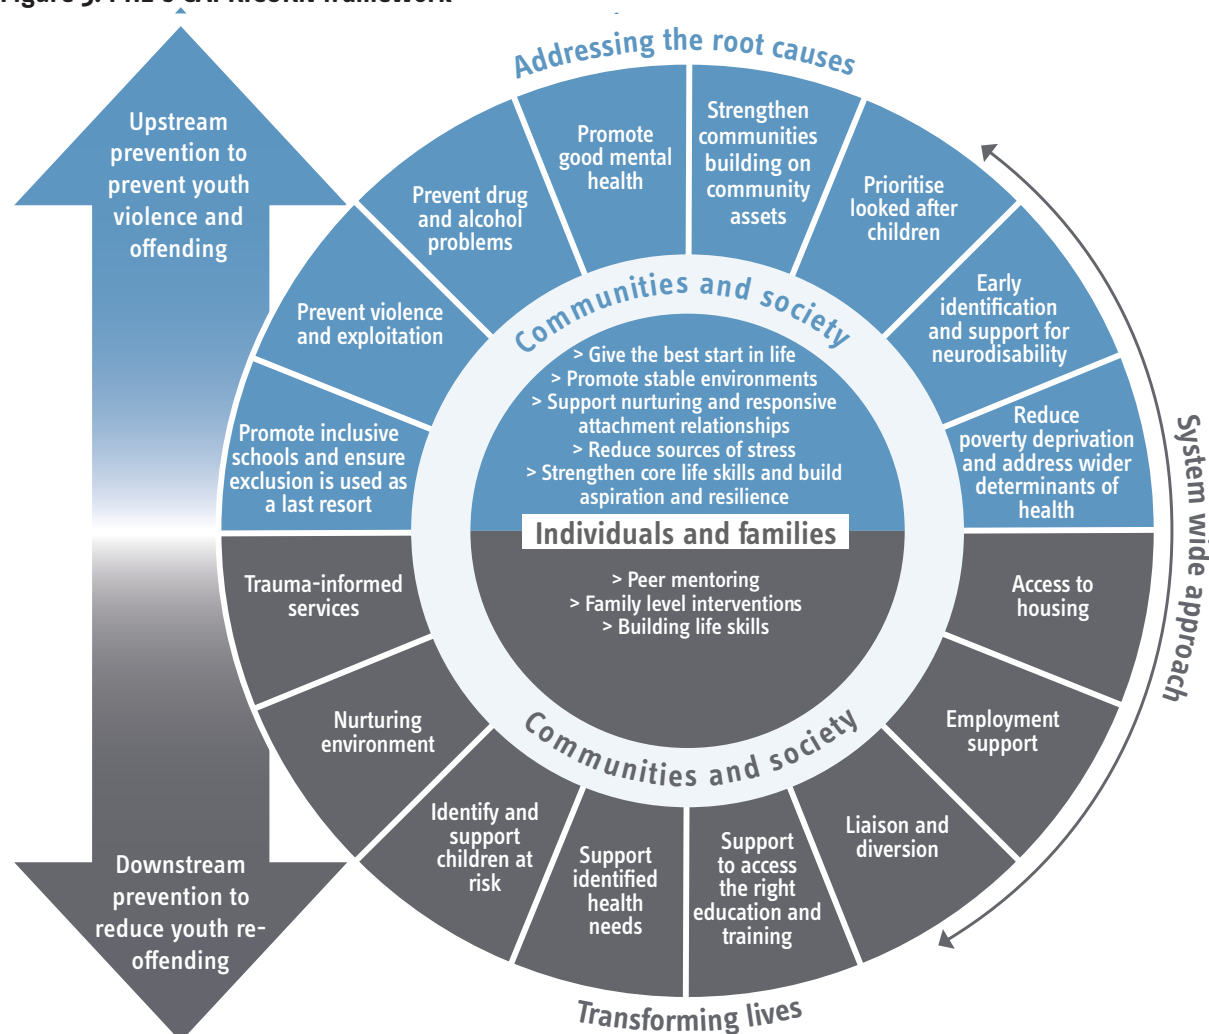 Figure 5: PHE's CAPRICORN framework
Addressing the root causes
Upstream
prevention to
prevent youth
violence and
offending
Promote
good mental
health
Strengthen
communities
building on
community
assets
Prevent drug
and alcohol
problems
Prioritise
looked after
children
Prevent violence
and exploitation
Early
identification
and support for
neurodisability
Promote inclusive
schools and ensure
exclusion is used as
a last resort
Reduce
poverty deprivation
and address wider
determinants of
health
Communities and society
> Give the best start in life
> Promote stable environments
> Support nurturing and responsive
attachment relationships
> Reduce sources of stress
> Strengthen core life skills and build
aspiration and resilience
Individuals and families
> Peer mentoring
> Family level interventions
> Building life skills
Communities and society
System wide approach
Trauma-informed
services
Access to
housing
Nurturing
environment
Employment
support
Identify and
support
children at
risk
Support
identified
health
needs
Support
to access
the right
education and
training
Liaison and
diversion
Downstream
prevention to
reduce youth re-
offending
Transforming lives